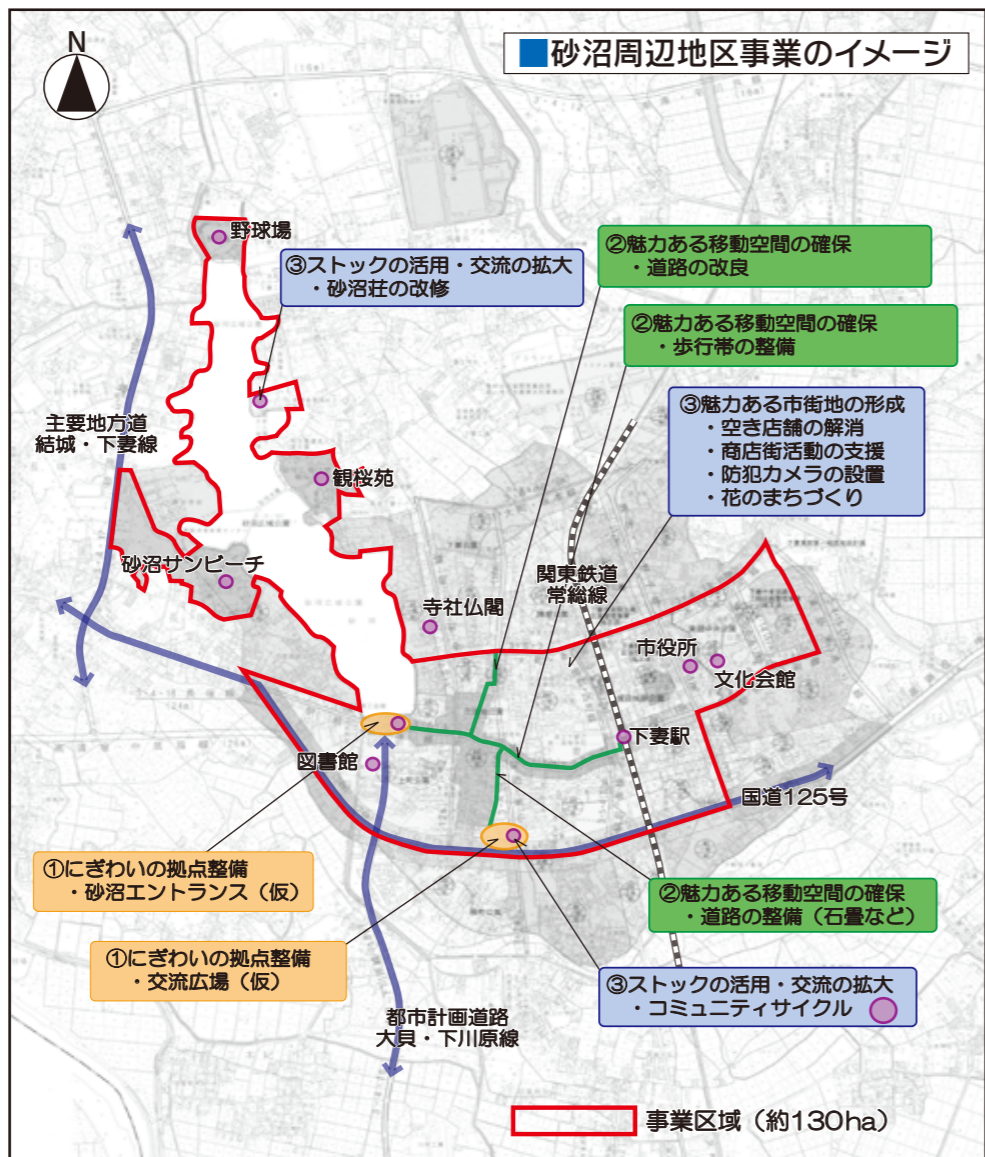 N
■砂沼周辺地区事業のイメージ
野球場
③ストックの活用・交流の拡大
・砂沼荘の改修
②魅力ある移動空間の確保
・道路の改良
②魅力ある移動空間の確保
・歩行帯の整備
③魅力ある市街地の形成
・空き店舗の解消
・商店街活動の支援
・防犯カメラの設置
・花のまちづくり
主要地方道
結城・下妻線
観桜苑
砂沼サンビーチ
寺社仏閣
関東鉄道
常総線
市役所
文化会館
下妻駅
図書館
国道125号
①にぎわいの拠点整備
・砂沼エントランス（仮）
②魅力ある移動空間の確保
・道路の整備（石畳など）
①にぎわいの拠点整備
・交流広場（仮）
③ストックの活用・交流の拡大
・コミュニティサイクル
都市計画道路
大貝・下川原線
事業区域（約130ha）